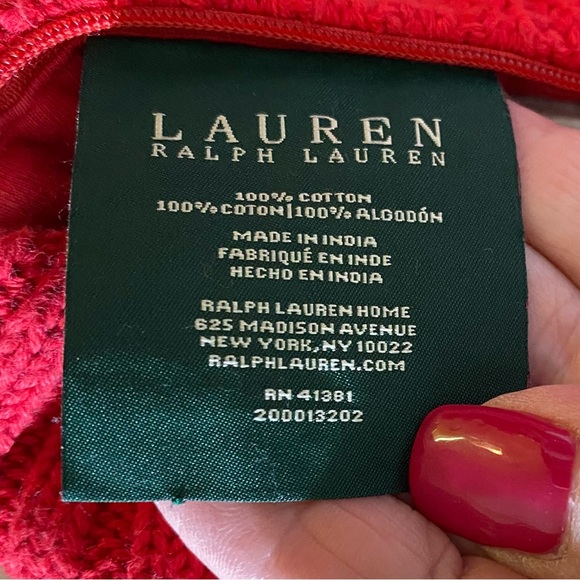 LAUREN
RALPH LAUREN
100% COTTON
100% COTON|100% ALGODÓN
MADE IN INDIA
FABRIQUÉ EN INDE
HECHO EN INDIA
RALPH LAUREN HOME
625 MADISON AVENUE
NEW YORK, NY 10022
RALPHLAUREN.COM
RN 41381
200013202